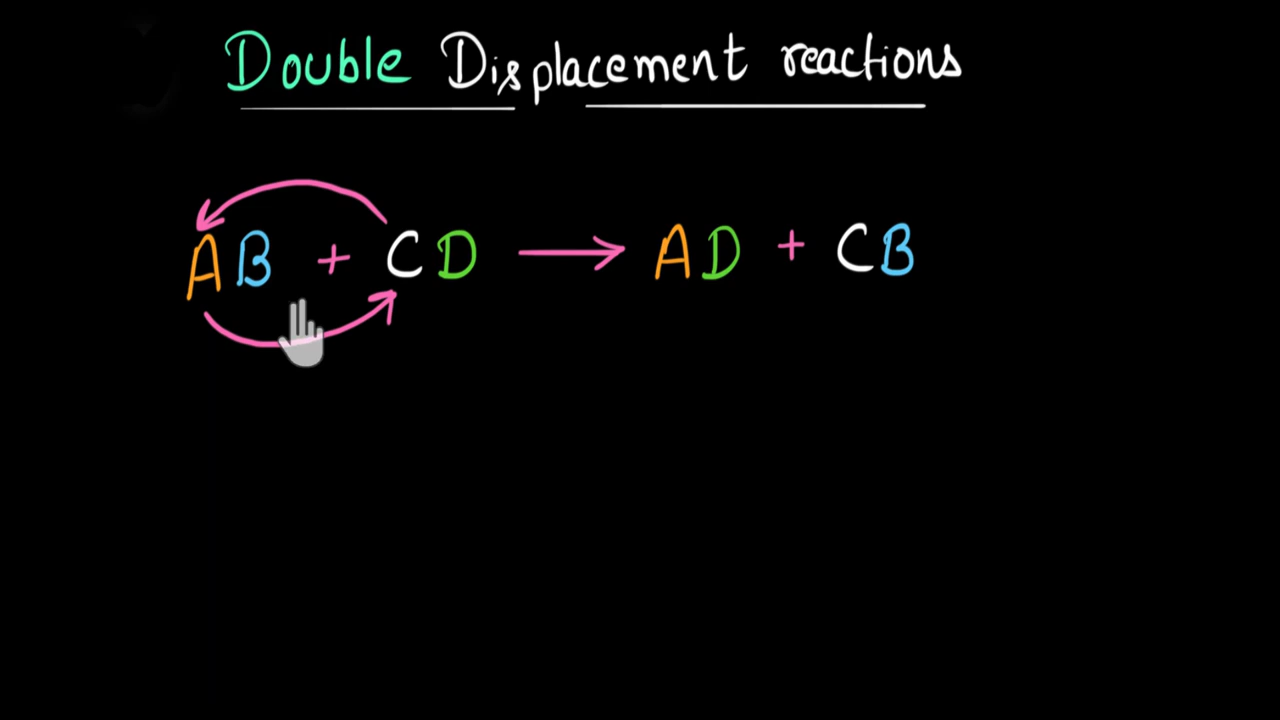 Double Displacement reactions
AB + CD → AD + CB